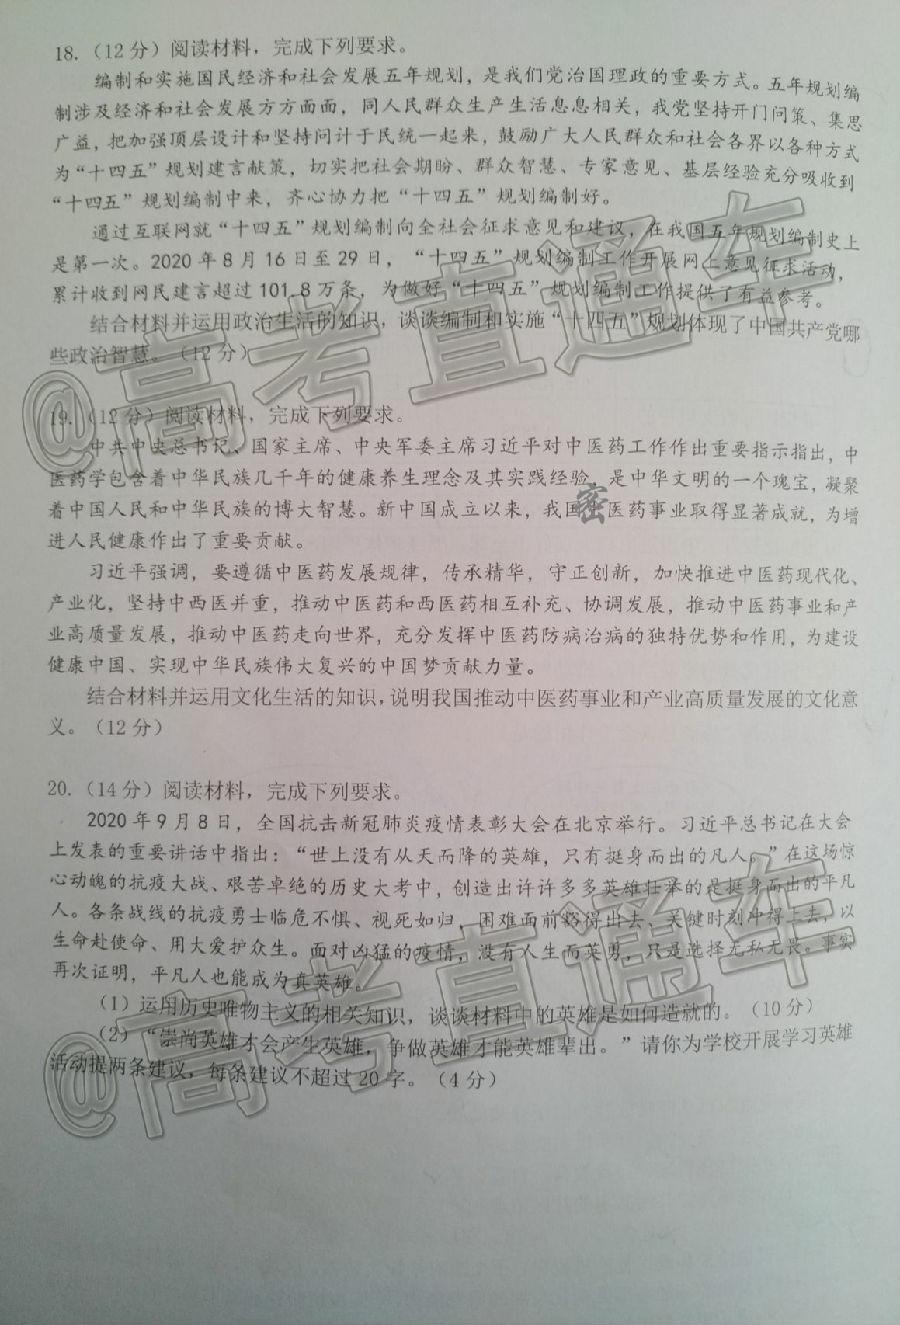 18.（12分）阅读材料，完成下列要求。
编制和实施国民经济和社会发展五年规划，是我们党治国理政的重要方式。五年规划编
制涉及经济和社会发展方方面面，同人民群众生产生活息息相关，我党坚持开门问策、集思
广益，把加强顶层设计和坚持问计于民统一起来，鼓励广大人民群众和社会各界以各种方式
为“十四五”规划建言献策，切实把社会期盼、群众智慧、专家意见、基层经验充分吸收到
“十四五”规划编制中来，齐心协力把“十四五”规划编制好。
通过互联网就“十四五”规划编制向全社会征求意见和建议，在我国五年规划编制史上
是第一次。2020年8月16日至29日，“十四五”规划编制工作开展网上意见征求活动，
累计收到网民建言超过101.8万条，为做好“十四五”规划编制工作提供了有益参考。
结合材料并运用政治生活的知识，谈谈编制和实施“十四五”规划体现了中国共产党哪
些政治智慧。（12分）
@高考直通车
19.（12分）阅读材料，完成下列要求。
中共中央总书记、国家主席、中央军委主席习近平对中医药工作作出重要指示指出，中
医药学包含着中华民族几千年的健康养生理念及其实践经验，是中华文明的一个瑰宝，凝聚
着中国人民和中华民族的博大智慧。新中国成立以来，我国密医药事业取得显著成就，为增
进人民健康作出了重要贡献。
习近平强调，要遵循中医药发展规律，传承精华，守正创新，加快推进中医药现代化、
产业化，坚持中西医并重，推动中医药和西医药相互补充、协调发展，推动中医药事业和产
业高质量发展，推动中医药走向世界，充分发挥中医药防病治病的独特优势和作用，为建设
健康中国、实现中华民族伟大复兴的中国梦贡献力量。
结合材料并运用文化生活的知识，说明我国推动中医药事业和产业高质量发展的文化意
义。（12分）
20.（14分）阅读材料，完成下列要求。
2020年9月8日，全国抗击新冠肺炎疫情表彰大会在北京举行。习近平总书记在大会
上发表的重要讲话中指出：“世上没有从天而降的英雄，只有挺身而出的凡人。”在这场惊
心动魄的抗疫大战、艰苦卓绝的历史大考中，创造出许许多多英雄壮举的是挺身而出的平凡
人。各条战线的抗疫勇士临危不惧、视死如归，困难面前豁得出去、关键时刻冲得上去，以
生命赴使命、用大爱护众生。面对凶猛的疫情，没有人生而英勇，只是选择无私无畏。事实
再次证明，平凡人也能成为真英雄。
（1）运用历史唯物主义的相关知识，谈谈材料中的英雄是如何造就的。（10分）
（2）“崇尚英雄才会产生英雄，争做英雄才能英雄辈出。”请你为学校开展学习英雄
活动提两条建议，每条建议不超过20字。（4分）
@高考直通车